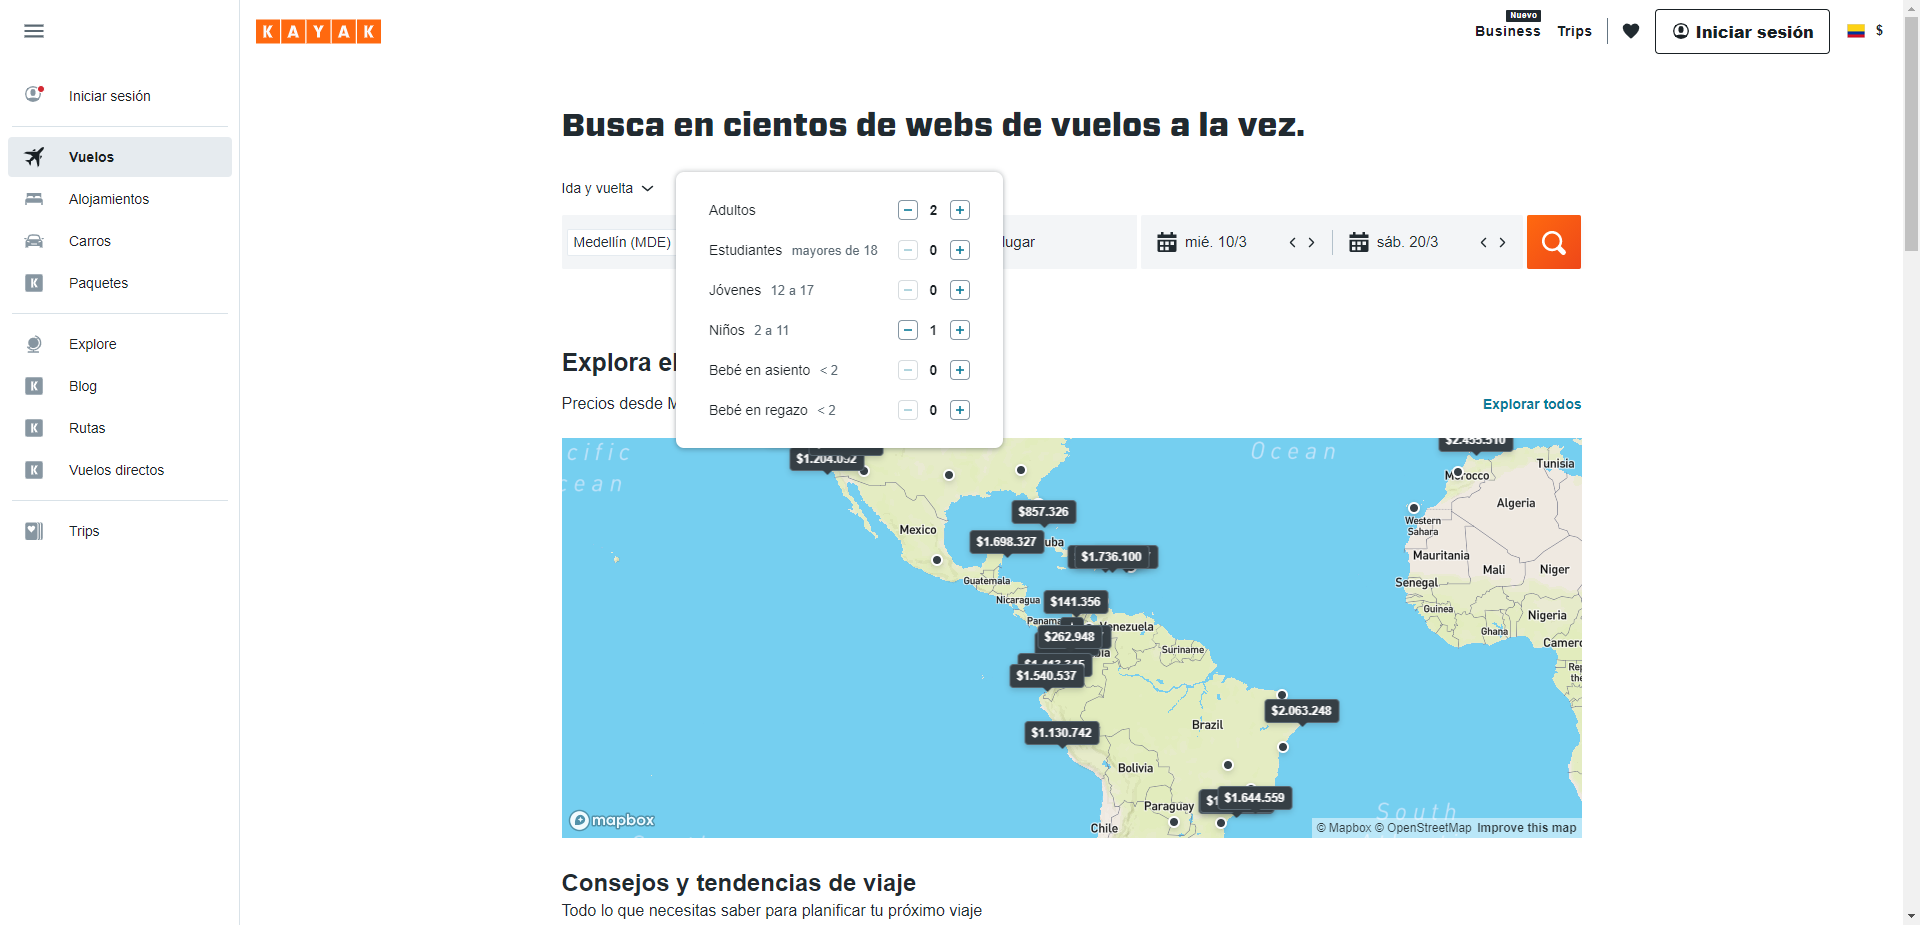 KAYAK
Nuevo
Business
Trips
Iniciar sesión
$
Iniciar sesión
Vuelos
Alojamientos
Carros
Paquetes
Explore
Blog
Rutas
Vuelos directos
Trips
Busca en cientos de webs de vuelos a la vez.
Ida y vuelta
Medellín (MDE)
lugar
mié. 10/3
sáb. 20/3
Adultos 2
Estudiantes mayores de 18 0
Jóvenes 12 a 17 0
Niños 2 a 11 1
Bebé en asiento < 2 0
Bebé en regazo < 2 0
Explora el
Precios desde M
Explorar todos
cific
cean
Ocean
$1.204.092
$2.455.510
Tunisia
Morocco
Algeria
$857.326
Western
Sahara
Mexico
$1.698.327
uba
$1.736.100
Mauritania
Mali
Niger
Guatemala
Senegal
Nicaragua
$141.356
Guinea
Nigeria
Panama
Venezuela
Ghana
$262.948
Camero
bia
Suriname
$1.413.345
Rep
the
$1.540.537
$2.063.248
Brazil
$1.130.742
Bolivia
$1
$1.644.559
Paraguay
South
Chile
mapbox
© Mapbox © OpenStreetMap Improve this map
Consejos y tendencias de viaje
Todo lo que necesitas saber para planificar tu próximo viaje